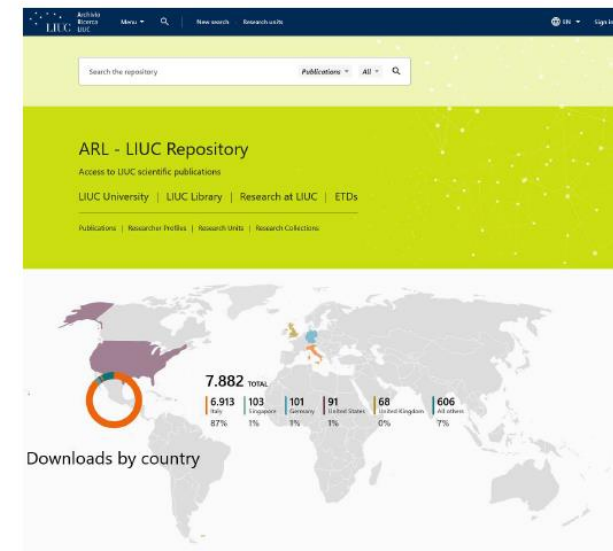 LIUC
Archivio
Ricerca
LIUC
Menu
New search
Research units
EN
Sign in
Search the repository
Publications
All
ARL - LIUC Repository
Access to LIUC scientific publications
LIUC University | LIUC Library | Research at LIUC | ETDs
Publications | Researcher Profiles | Research Units | Research Collections
7.882 TOTAL
6.913 103 101 91 68 606
Italy Singapore Germany United States United Kingdom All others
87% 1% 1% 1% 0% 7%
Downloads by country